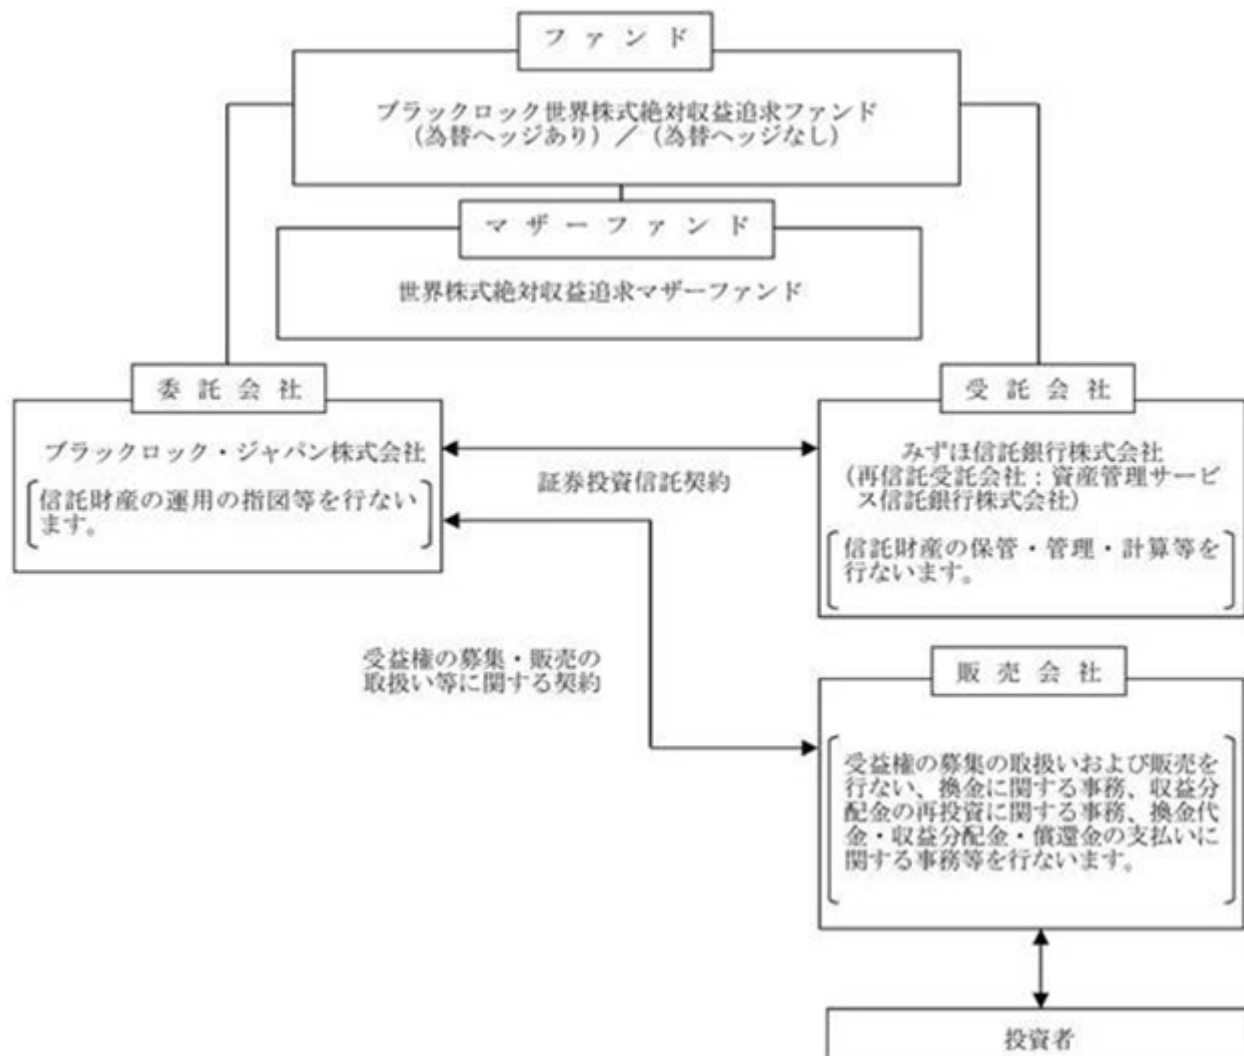 ファンド
ブラックロック世界株式絶対収益追求ファンド
(為替ヘッジあり)／(為替ヘッジなし)
マザーファンド
世界株式絶対収益追求マザーファンド
委託会社
ブラックロック・ジャパン株式会社
信託財産の運用の指図等を行ない
ます。
証券投資信託契約
受託会社
みずほ信託銀行株式会社
(再信託受託会社：資産管理サービ
ス信託銀行株式会社)
信託財産の保管・管理・計算等を
行ないます。
受益権の募集・販売の
取扱い等に関する契約
販売会社
受益権の募集の取扱いおよび販売を
行ない、換金に関する事務、収益分
配金の再投資に関する事務、換金代
金・収益分配金・償還金の支払いに
関する事務等を行ないます。
投資者